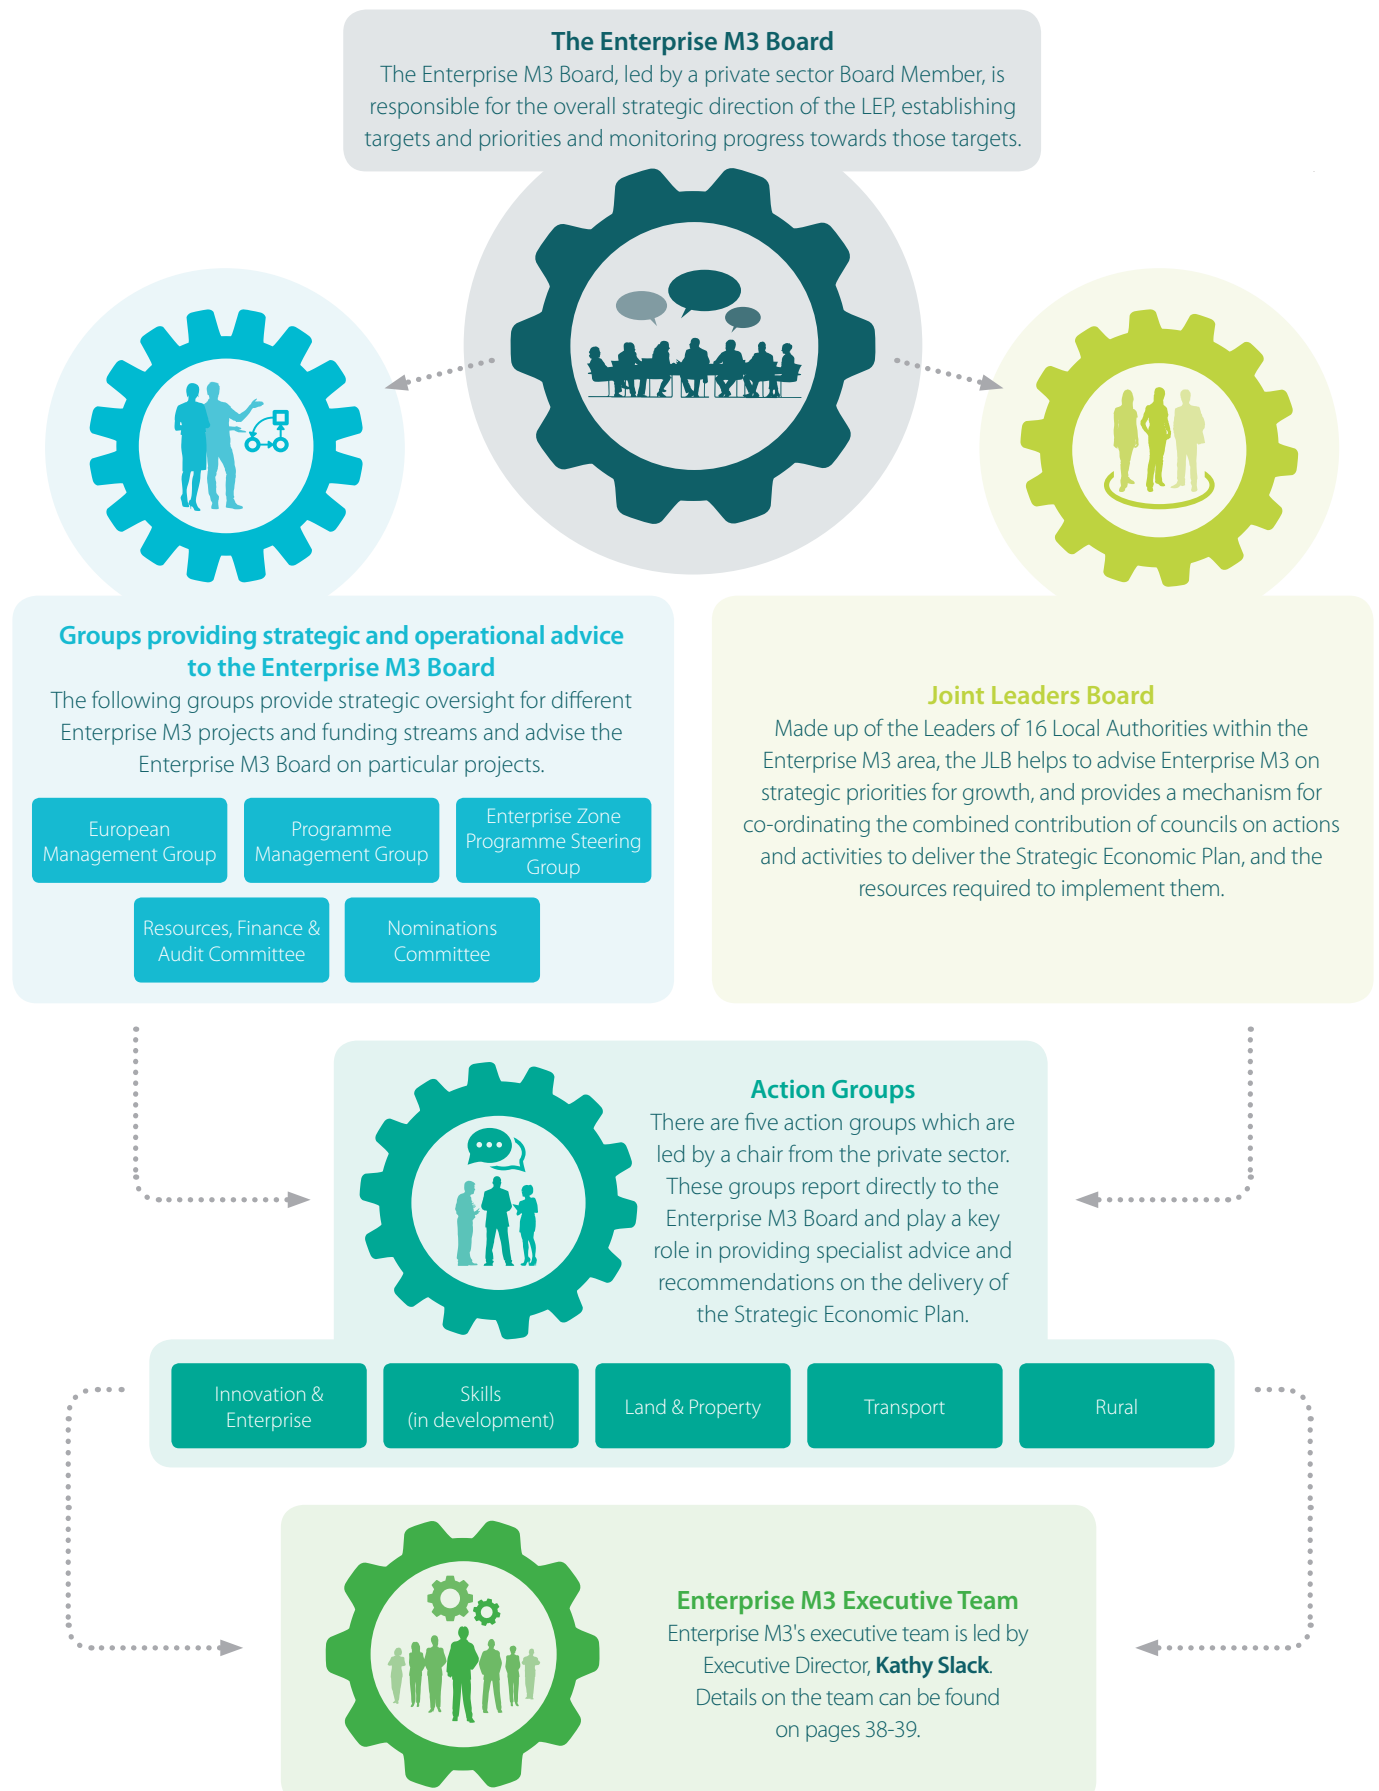 The Enterprise M3 Board
The Enterprise M3 Board, led by a private sector Board Member, is
responsible for the overall strategic direction of the LEP, establishing
targets and priorities and monitoring progress towards those targets.
Groups providing strategic and operational advice
to the Enterprise M3 Board
The following groups provide strategic oversight for different
Enterprise M3 projects and funding streams and advise the
Enterprise M3 Board on particular projects.
European
Management Group
Programme
Management Group
Enterprise Zone
Programme Steering
Group
Resources, Finance &
Audit Committee
Nominations
Committee
Joint Leaders Board
Made up of the Leaders of 16 Local Authorities within the
Enterprise M3 area, the JLB helps to advise Enterprise M3 on
strategic priorities for growth, and provides a mechanism for
co-ordinating the combined contribution of councils on actions
and activities to deliver the Strategic Economic Plan, and the
resources required to implement them.
Action Groups
There are five action groups which are
led by a chair from the private sector.
These groups report directly to the
Enterprise M3 Board and play a key
role in providing specialist advice and
recommendations on the delivery of
the Strategic Economic Plan.
Innovation &
Enterprise
Skills
(in development)
Land & Property
Transport
Rural
Enterprise M3 Executive Team
Enterprise M3's executive team is led by
Executive Director, Kathy Slack.
Details on the team can be found
on pages 38-39.